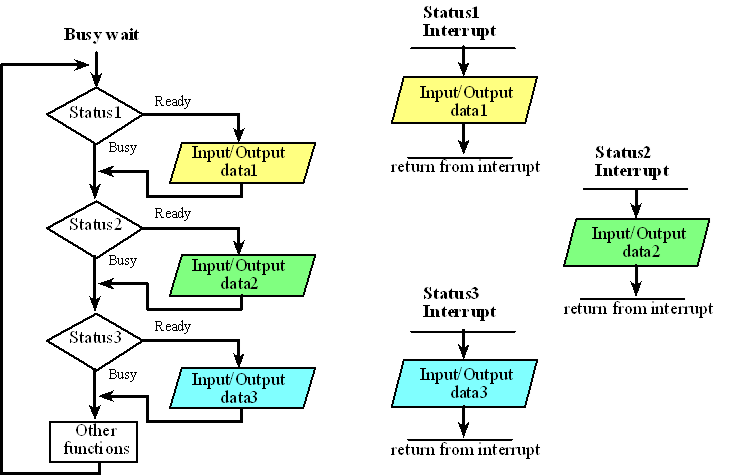 Busy wait
Status1
Ready
Busy
Input/Output
data1
Status2
Ready
Busy
Input/Output
data2
Status3
Ready
Busy
Input/Output
data3
Other
functions
Status1
Interrupt
Input/Output
data1
return from interrupt
Status2
Interrupt
Input/Output
data2
return from interrupt
Status3
Interrupt
Input/Output
data3
return from interrupt